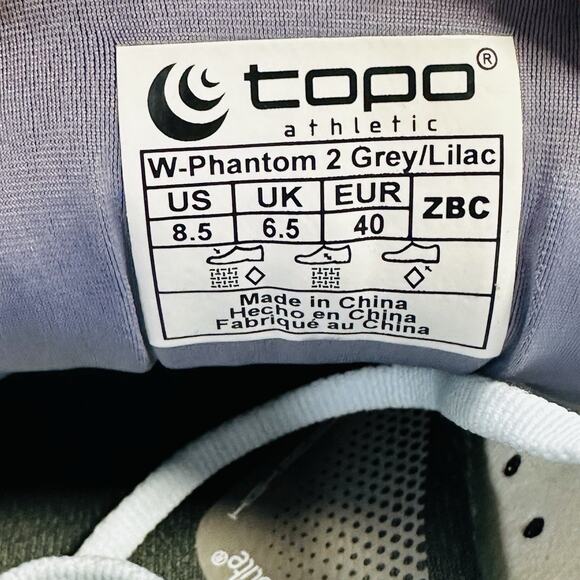 topo®
athletic
W-Phantom 2 Grey/Lilac
US UK EUR ZBC
8.5 6.5 40
Made in China
Hecho en China
Fabriqué au China